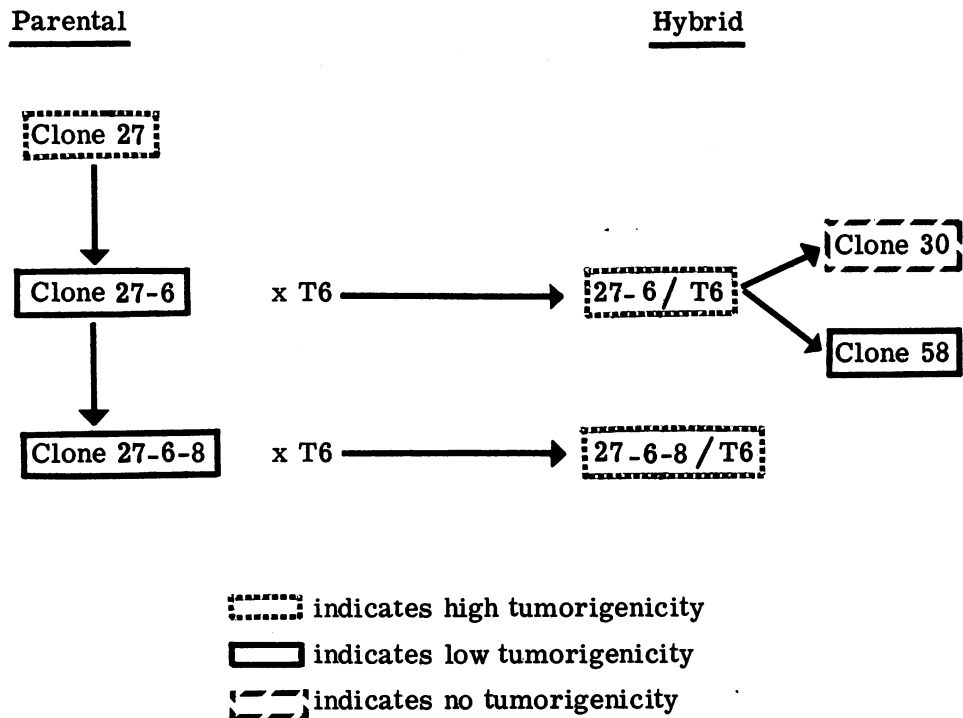 Parental
Hybrid
Clone 27
Clone 30
Clone 27-6
x T6
27-6/ T6
Clone 58
Clone 27-6-8
x T6
27-6-8/T6
indicates high tumorigenicity
indicates low tumorigenicity
indicates no tumorigenicity